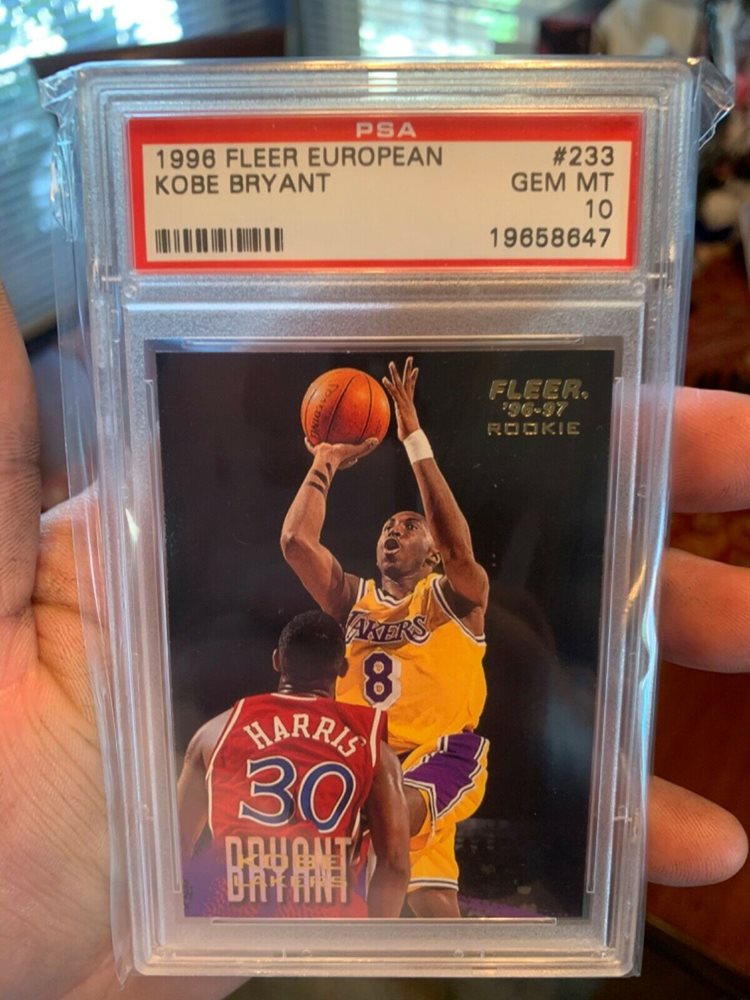 PSA
1996 FLEER EUROPEAN #233
KOBE BRYANT GEM MT
10
19658647
FLEER.
'96-97
ROOKIE
LAKERS
8
HARRIS
30
BRYANT
KOBE
LAKERS